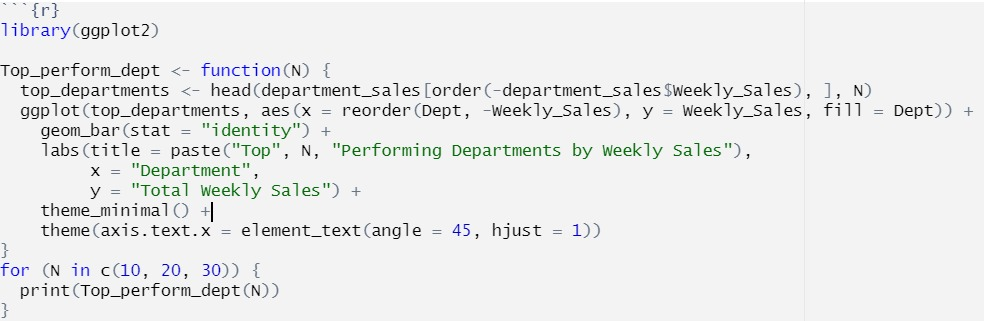 ```{r}
library(ggplot2)

Top_perform_dept <- function(N) {
  top_departments <- head(department_sales[order(-department_sales$Weekly_Sales), ], N)
  ggplot(top_departments, aes(x = reorder(Dept, -Weekly_Sales), y = Weekly_Sales, fill = Dept)) +
    geom_bar(stat = "identity") +
    labs(title = paste("Top", N, "Performing Departments by Weekly Sales"),
         x = "Department",
         y = "Total Weekly Sales") +
    theme_minimal() +
    theme(axis.text.x = element_text(angle = 45, hjust = 1))
}
for (N in c(10, 20, 30)) {
  print(Top_perform_dept(N))
}